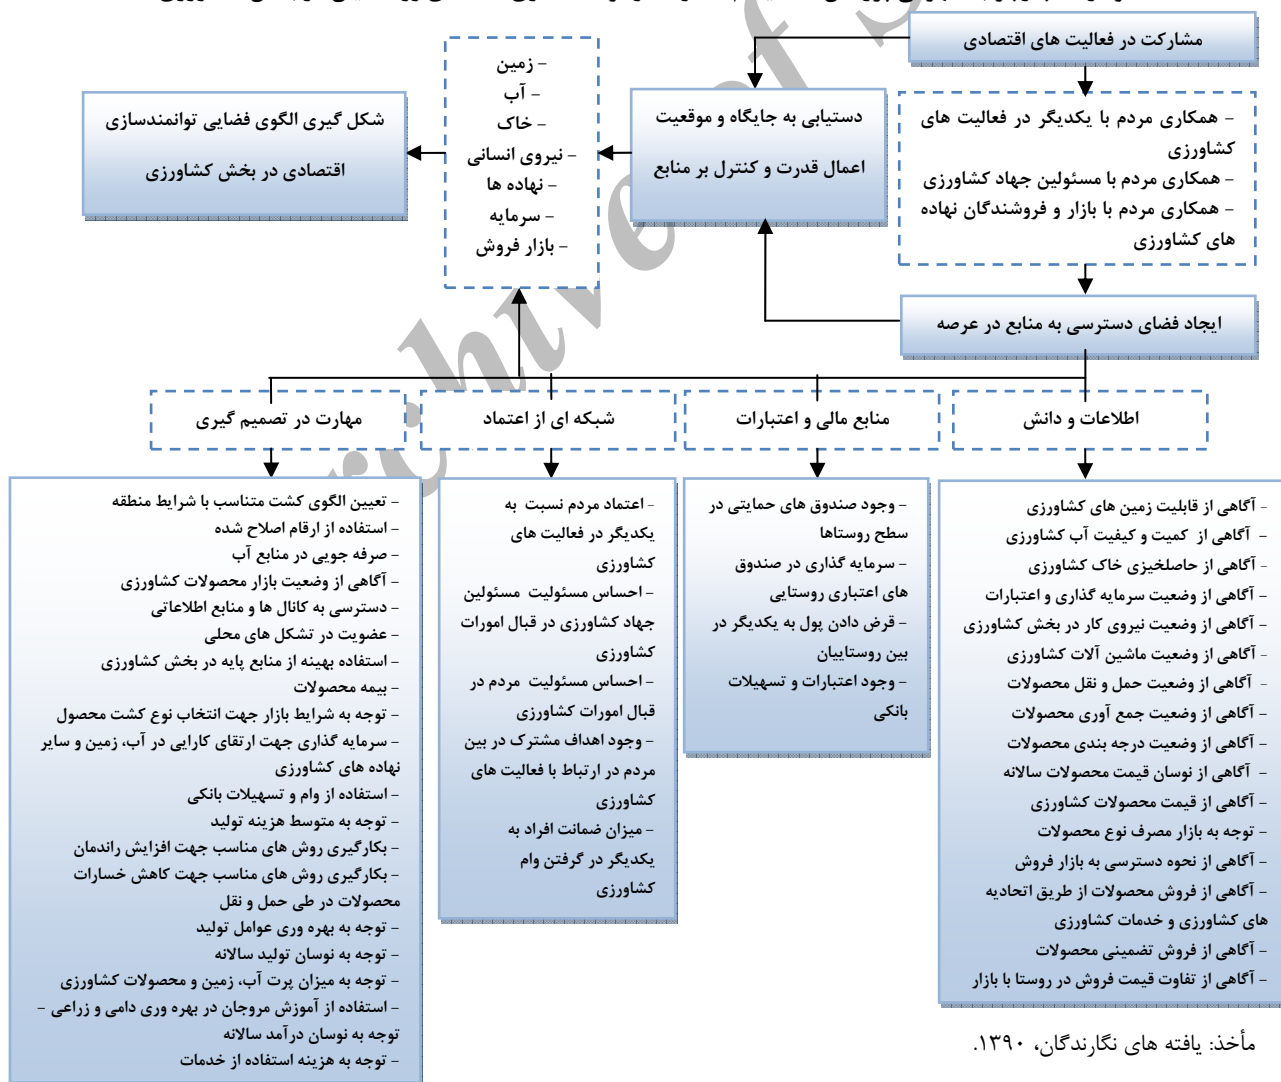 مشارکت در فعالیت های اقتصادی
- همکاری مردم با یکدیگر در فعالیت های
کشاورزی
- همکاری مردم با مسئولین جهاد کشاورزی
- همکاری مردم با بازار و فروشندگان نهاده
های کشاورزی
ایجاد فضای دسترسی به منابع در عرصه
دستیابی به جایگاه و موقعیت
اعمال قدرت و کنترل بر منابع
- زمین
- آب
- خاک
- نیروی انسانی
- نهاده ها
- سرمایه
- بازار فروش
شکل گیری الگوی فضایی توانمندسازی
اقتصادی در بخش کشاورزی
اطلاعات و دانش
منابع مالی و اعتبارات
شبکه ای از اعتماد
مهارت در تصمیم گیری
- آگاهی از قابلیت زمین های کشاورزی
- آگاهی از کمیت و کیفیت آب کشاورزی
- آگاهی از حاصلخیزی خاک کشاورزی
- آگاهی از وضعیت سرمایه گذاری و اعتبارات
- آگاهی از وضعیت نیروی کار در بخش کشاورزی
- آگاهی از وضعیت ماشین آلات کشاورزی
- آگاهی از وضعیت حمل و نقل محصولات
- آگاهی از وضعیت جمع آوری محصولات
- آگاهی از وضعیت درجه بندی محصولات
- آگاهی از نوسان قیمت محصولات سالانه
- آگاهی از قیمت محصولات کشاورزی
- توجه به بازار مصرف نوع محصولات
- آگاهی از نحوه دسترسی به بازار فروش
- آگاهی از فروش محصولات از طریق اتحادیه
های کشاورزی و خدمات کشاورزی
- آگاهی از فروش تضمینی محصولات
- آگاهی از تفاوت قیمت فروش در روستا با بازار
- وجود صندوق های حمایتی در
سطح روستاها
- سرمایه گذاری در صندوق
های اعتباری روستایی
- قرض دادن پول به یکدیگر در
بین روستاییان
- وجود اعتبارات و تسهیلات
بانکی
- اعتماد مردم نسبت به
یکدیگر در فعالیت های
کشاورزی
- احساس مسئولیت مسئولین
جهاد کشاورزی در قبال امورات
کشاورزی
- احساس مسئولیت مردم در
قبال امورات کشاورزی
- وجود اهداف مشترک در بین
مردم در ارتباط با فعالیت های
کشاورزی
- میزان ضمانت افراد به
یکدیگر در گرفتن وام
کشاورزی
- تعیین الگوی کشت متناسب با شرایط منطقه
- استفاده از ارقام اصلاح شده
- صرفه جویی در منابع آب
- آگاهی از وضعیت بازار محصولات کشاورزی
- دسترسی به کانال ها و منابع اطلاعاتی
- عضویت در تشکل های محلی
- استفاده بهینه از منابع پایه در بخش کشاورزی
- بیمه محصولات
- توجه به شرایط بازار جهت انتخاب نوع کشت محصول
- سرمایه گذاری جهت ارتقای کارایی در آب، زمین و سایر
نهاده های کشاورزی
- استفاده از وام و تسهیلات بانکی
- توجه به متوسط هزینه تولید
- بکارگیری روش های مناسب جهت افزایش راندمان
- بکارگیری روش های مناسب جهت کاهش خسارات
محصولات در طی حمل و نقل
- توجه به بهره وری عوامل تولید
- توجه به نوسان تولید سالانه
- توجه به میزان پرت آب، زمین و محصولات کشاورزی
- استفاده از آموزش مروجان در بهره وری دامی و زراعی -
توجه به نوسان درآمد سالانه
- توجه به هزینه استفاده از خدمات
مأخذ: یافته های نگارندگان، ۱۳۹۰.
Archive of S